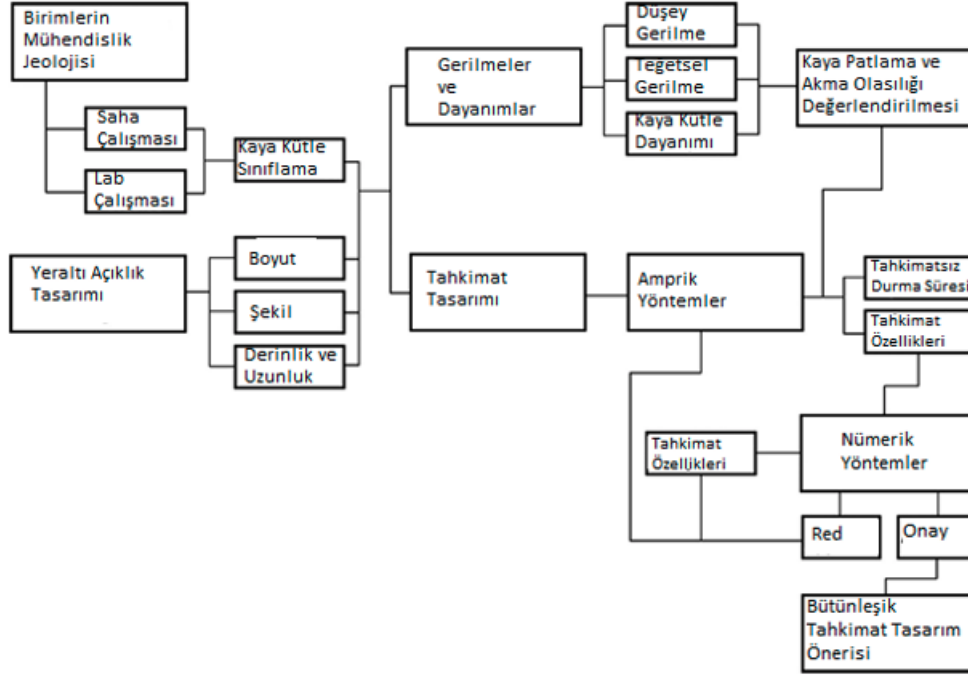 Birimlerin
Mühendislik
Jeolojisi
Saha
Çalışması
Lab
Çalışması
Kaya Kütle
Sınıflama
Yeraltı Açıklık
Tasarımı
Boyut
Şekil
Derinlik ve
Uzunluk
Gerilmeler
ve
Dayanımlar
Düşey
Gerilme
Teğetsel
Gerilme
Kaya Kütle
Dayanımı
Kaya Patlama ve
Akma Olasılığı
Değerlendirilmesi
Tahkimat
Tasarımı
Amprik
Yöntemler
Tahkimatsız
Durma Süresi
Tahkimat
Özellikleri
Nümerik
Yöntemler
Tahkimat
Özellikleri
Red
Onay
Bütünleşik
Tahkimat Tasarım
Önerisi